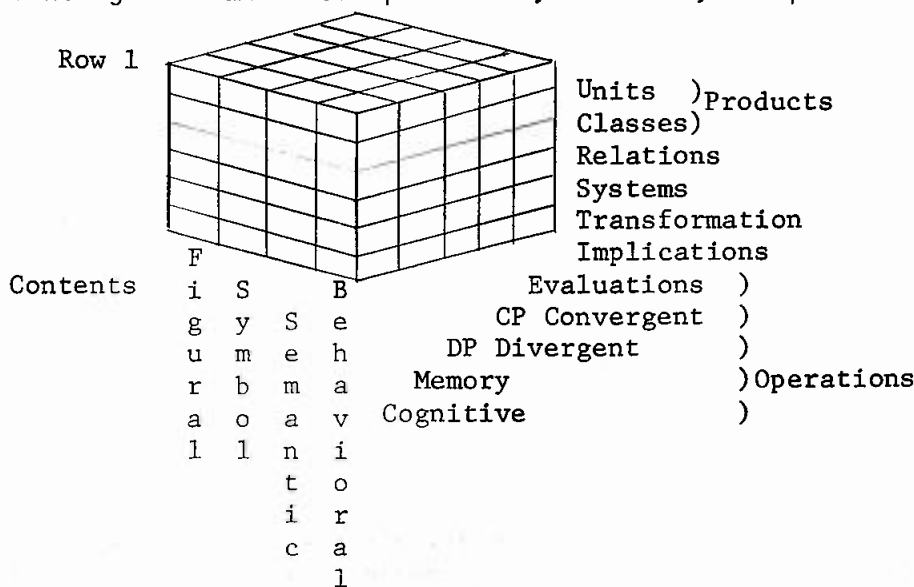 Row 1
Units )Products
Classes)
Relations
Systems
Transformation
Implications
Contents
Figural
Symbol
Semantic
Behavioral
Evaluations )
CP Convergent )
DP Divergent )
Memory )Operations
Cognitive )